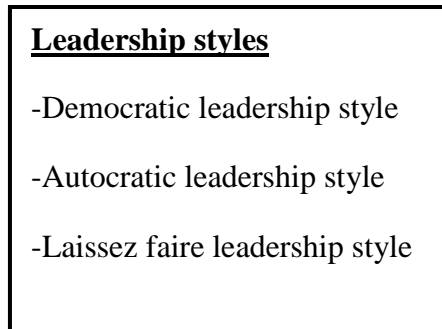 Leadership styles
-Democratic leadership style
-Autocratic leadership style
-Laissez faire leadership style